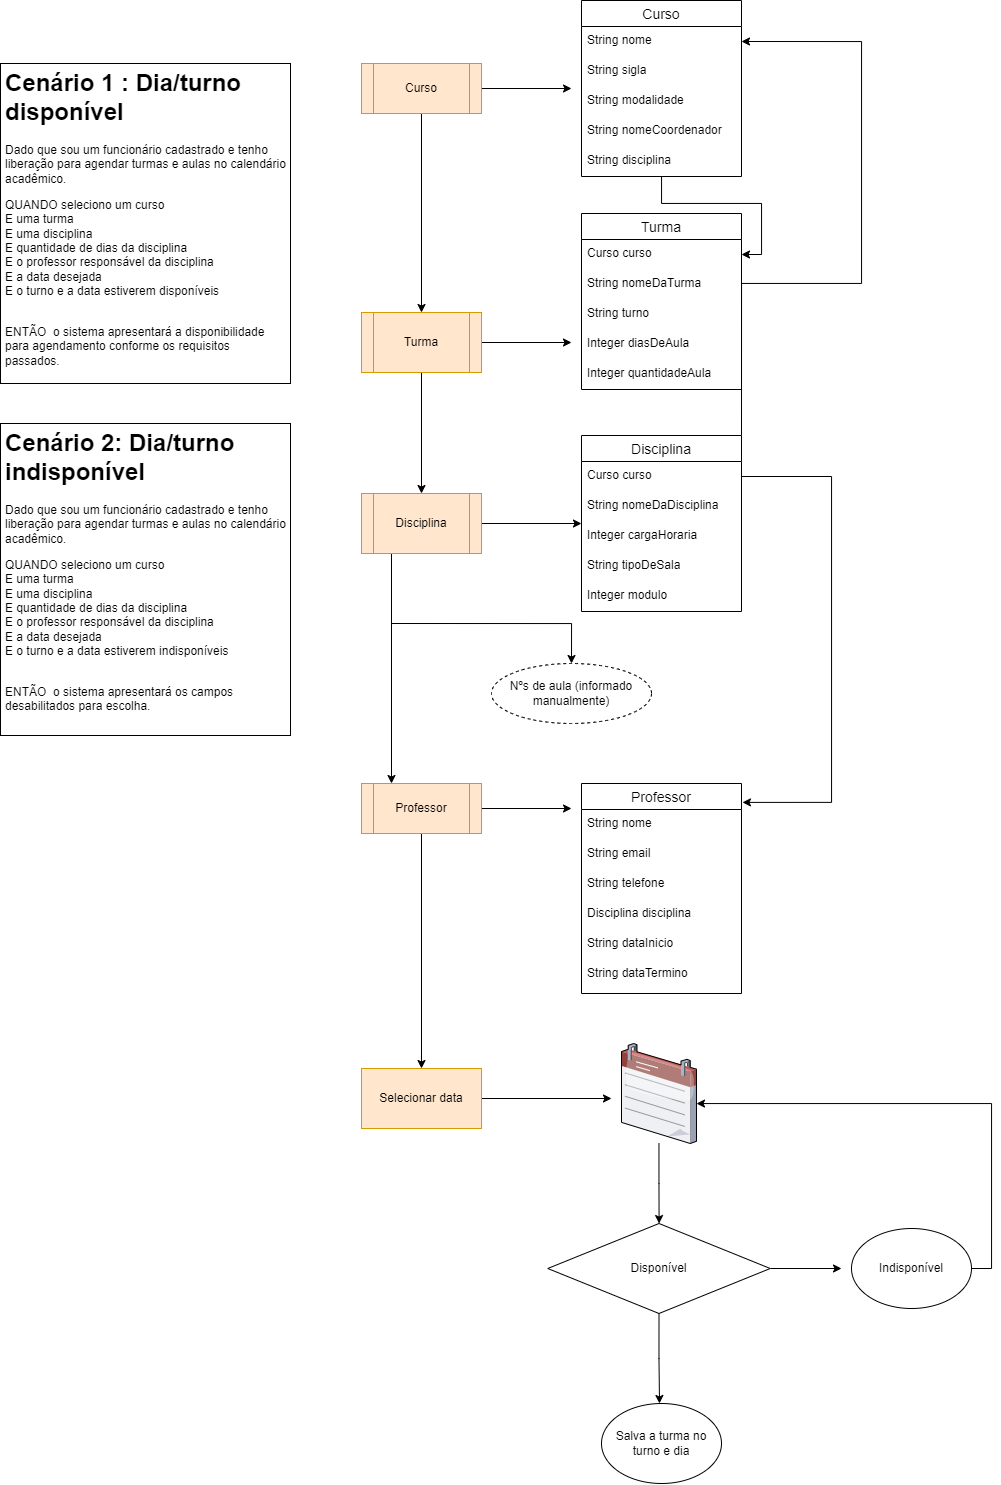 Cenário 1 : Dia/turno
disponível
Dado que sou um funcionário cadastrado e tenho
liberação para agendar turmas e aulas no calendário
acadêmico.
QUANDO seleciono um curso
E uma turma
E uma disciplina
E quantidade de dias da disciplina
E o professor responsável da disciplina
E a data desejada
E o turno e a data estiverem disponíveis
ENTÃO  o sistema apresentará a disponibilidade
para agendamento conforme os requisitos
passados.
Cenário 2: Dia/turno
indisponível
Dado que sou um funcionário cadastrado e tenho
liberação para agendar turmas e aulas no calendário
acadêmico.
QUANDO seleciono um curso
E uma turma
E uma disciplina
E quantidade de dias da disciplina
E o professor responsável da disciplina
E a data desejada
E o turno e a data estiverem indisponíveis
ENTÃO  o sistema apresentará os campos
desabilitados para escolha.
Curso
Curso
String nome
String sigla
String modalidade
String nomeCoordenador
String disciplina
Turma
Turma
Curso curso
String nomeDaTurma
String turno
Integer diasDeAula
Integer quantidadeAula
Disciplina
Disciplina
Curso curso
String nomeDaDisciplina
Integer cargaHoraria
String tipoDeSala
Integer modulo
Nºs de aula (informado
manualmente)
Professor
Professor
String nome
String email
String telefone
Disciplina disciplina
String dataInicio
String dataTermino
Selecionar data
Disponível
Indisponível
Salva a turma no
turno e dia